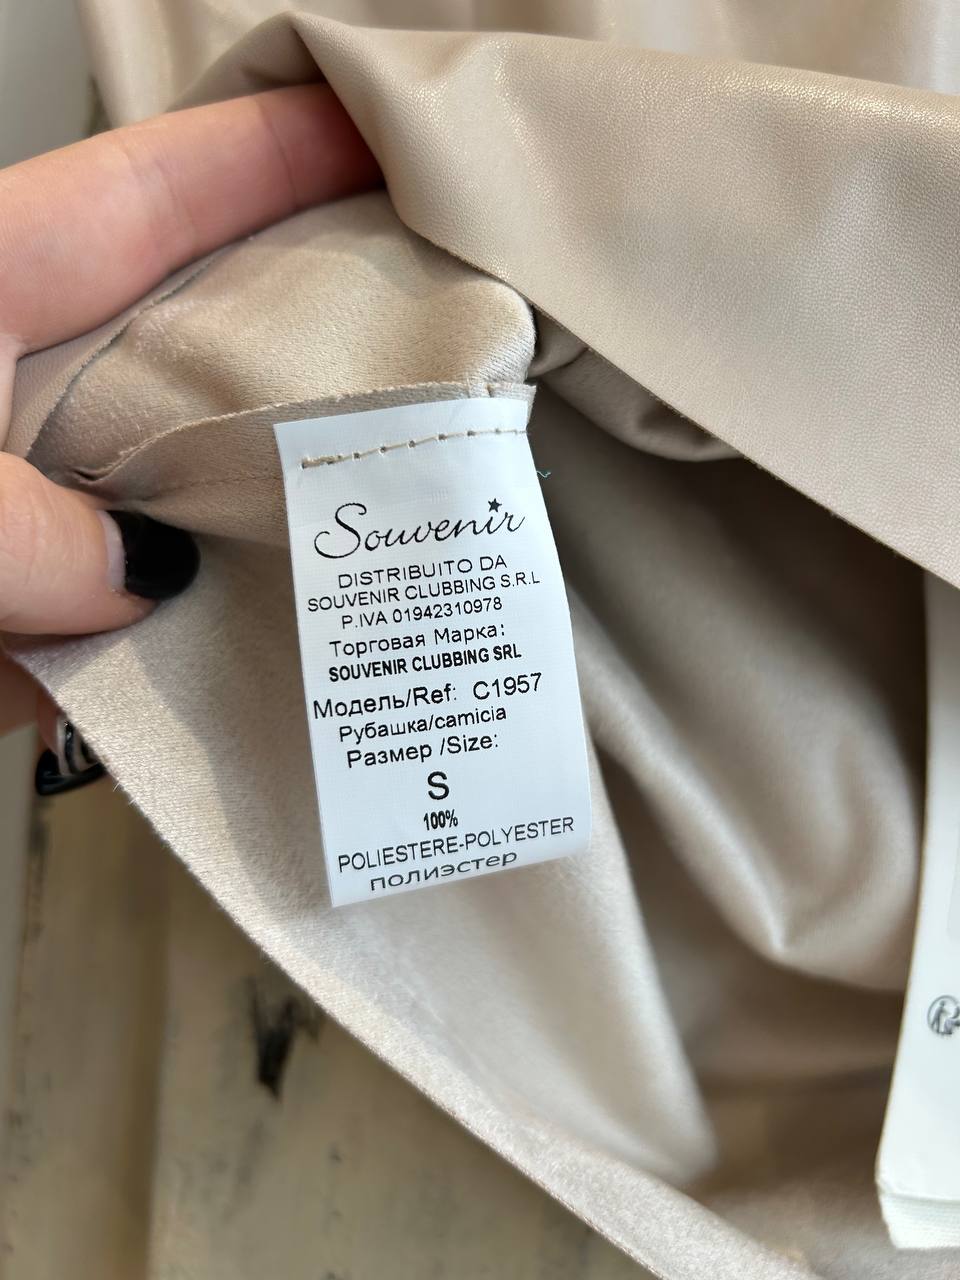 Souvenir
DISTRIBUITO DA
SOUVENIR CLUBBING S.R.L
P.IVA 01942310978
Торговая Марка:
SOUVENIR CLUBBING SRL
Модель/Ref: C1957
Рубашка/camicia
Размер /Size:
S
100%
POLIESTERE-POLYESTER
полиэстер